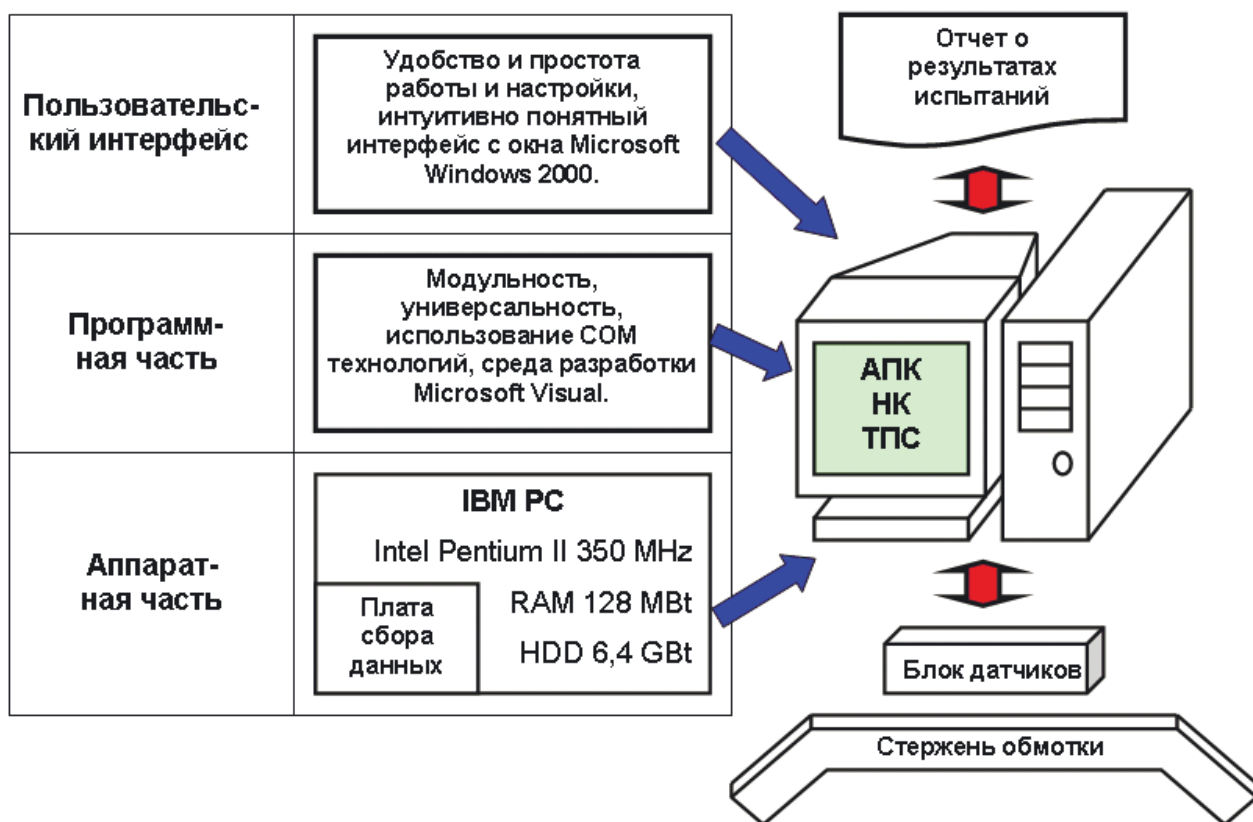 Пользовательс-
кий интерфейс
Удобство и простота
работы и настройки,
интуитивно понятный
интерфейс с окна Microsoft
Windows 2000.
Программ-
ная часть
Модульность,
универсальность,
использование COM
технологий, среда разработки
Microsoft Visual.
Аппарат-
ная часть
IBM PC
Intel Pentium II 350 MHz
RAM 128 MBt
HDD 6,4 GBt
Плата
сбора
данных
Отчет о
результатах
испытаний
АПК
НК
ТПС
Блок датчиков
Стержень обмотки